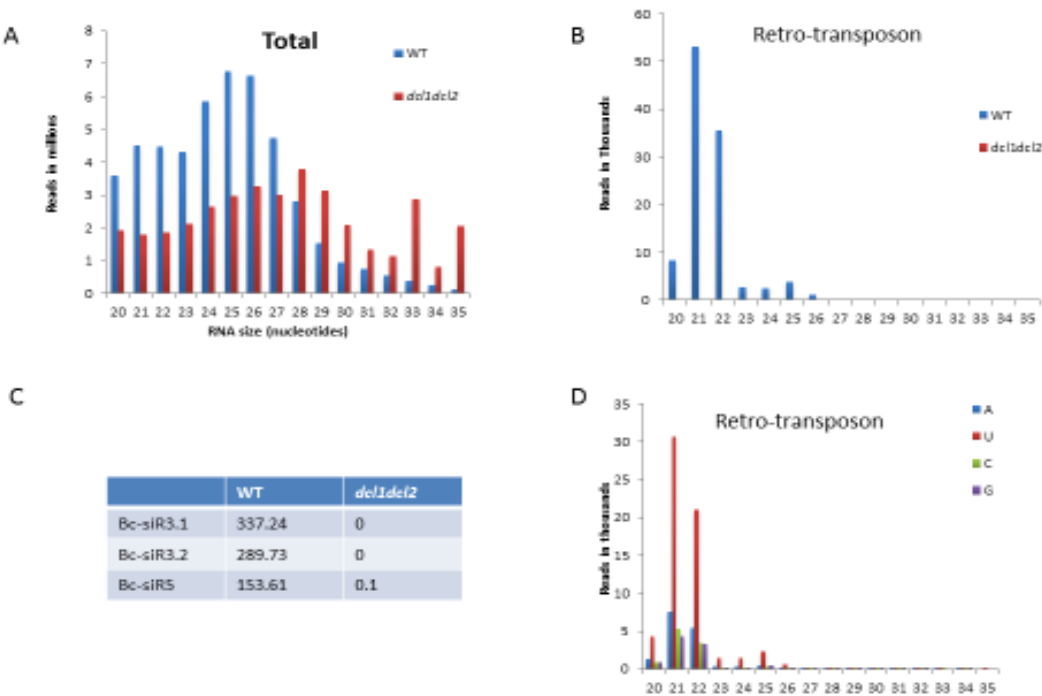 A
Total
WT
dcl1dcl2
Reads in millions
8
7
6
5
4
3
2
1
0
20 21 22 23 24 25 26 27 28 29 30 31 32 33 34 35
RNA size (nucleotides)
B
Retro-transposon
WT
dcl1dcl2
Reads in Thousands
60
50
40
30
20
10
0
20 21 22 23 24 25 26 27 28 29 30 31 32 33 34 35
C
WT dcl1dcl2
Bc-siR3.1 337.24 0
Bc-siR3.2 289.73 0
Bc-siR5 153.61 0.1
D
Retro-transposon
A
U
C
G
Reads in thousands
35
30
25
20
15
10
5
0
20 21 22 23 24 25 26 27 28 29 30 31 32 33 34 35